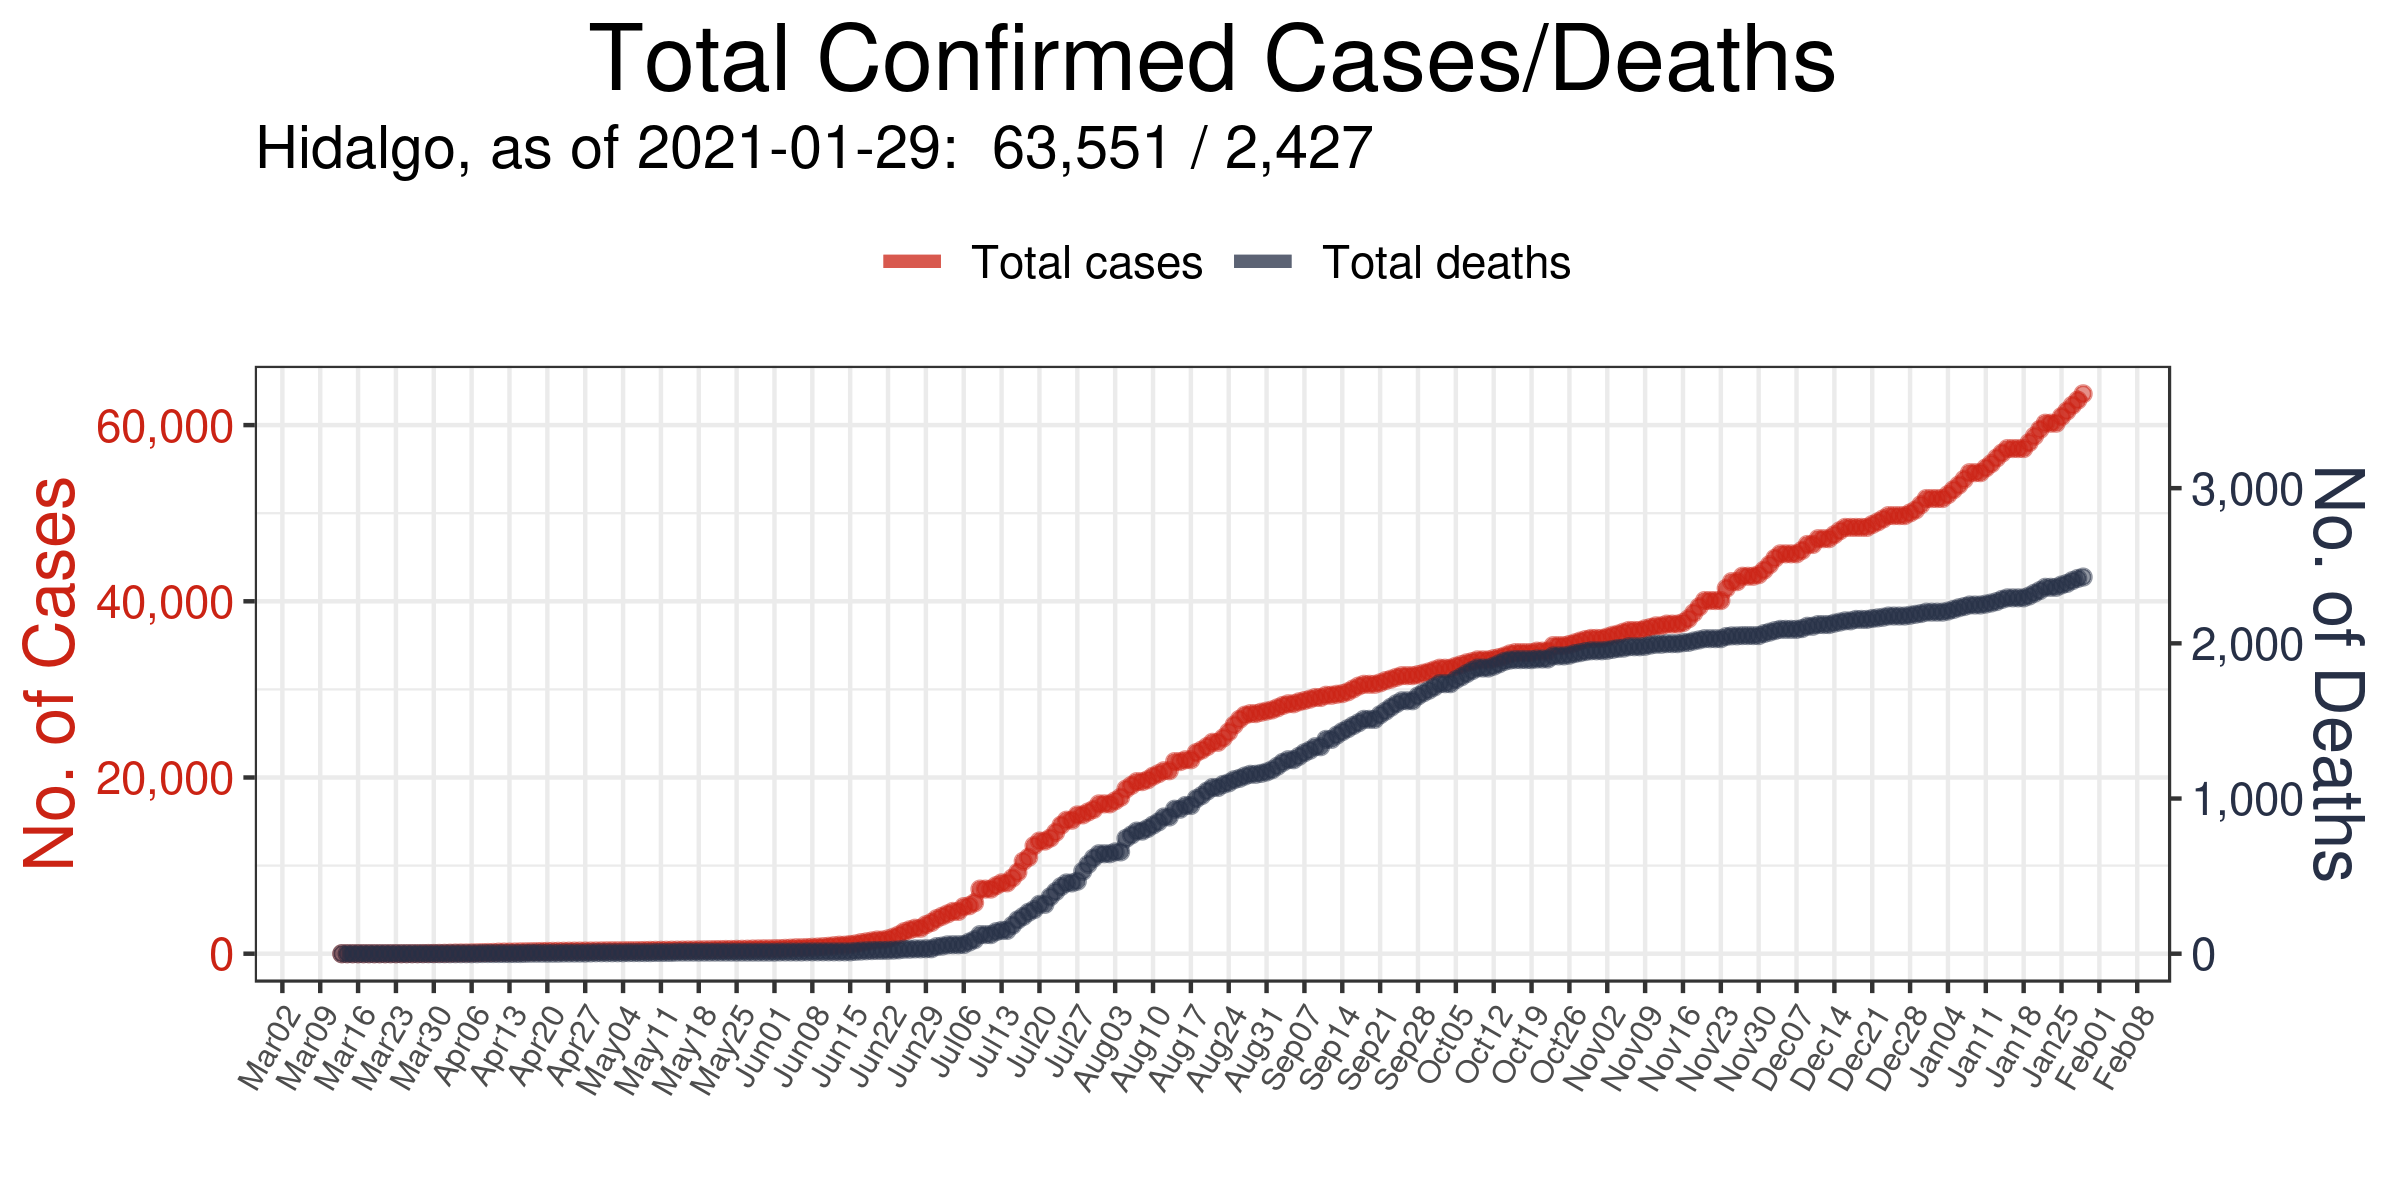 Total Confirmed Cases/Deaths
Hidalgo, as of 2021-01-29:  63,551 / 2,427
Total cases
Total deaths
No. of Cases
60,000
40,000
20,000
0
3,000
2,000
1,000
0
No. of Deaths
Mar02
Mar09
Mar16
Mar23
Mar30
Apr06
Apr13
Apr20
Apr27
May04
May11
May18
May25
Jun01
Jun08
Jun15
Jun22
Jun29
Jul06
Jul13
Jul20
Jul27
Aug03
Aug10
Aug17
Aug24
Aug31
Sep07
Sep14
Sep21
Sep28
Oct05
Oct12
Oct19
Oct26
Nov02
Nov09
Nov16
Nov23
Nov30
Dec07
Dec14
Dec21
Dec28
Jan04
Jan11
Jan18
Jan25
Feb01
Feb08